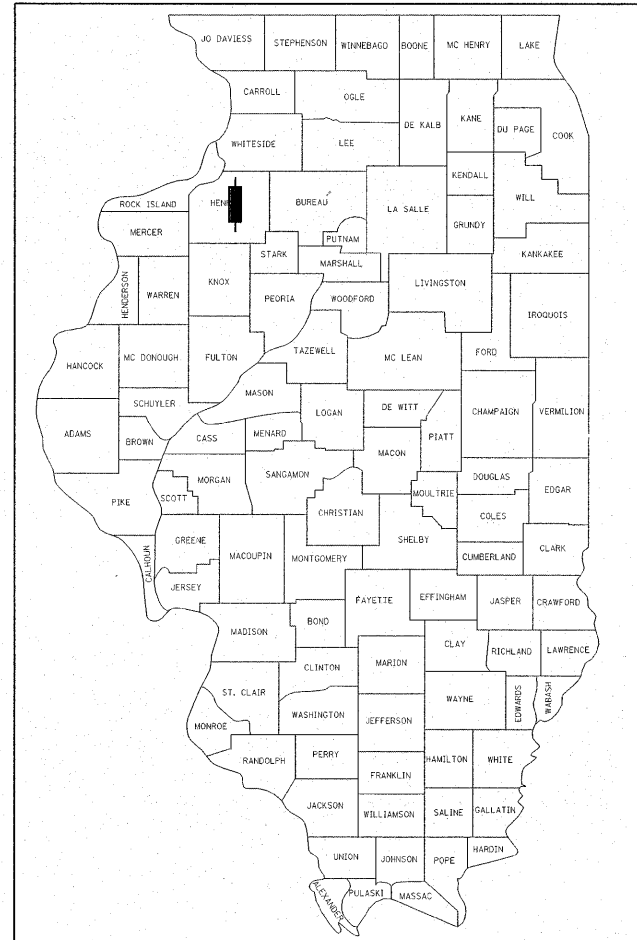 JO DAVIESS
STEPHENSON
WINNEBAGO
BOONE
MC HENRY
LAKE
CARROLL
OGLE
DE KALB
KANE
DU PAGE
COOK
WHITESIDE
LEE
KENDALL
WILL
ROCK ISLAND
HEN
BUREAU
LA SALLE
GRUNDY
MERCER
PUTNAM
STARK
MARSHALL
KANKAKEE
HENDERSON
WARREN
KNOX
PEORIA
WOODFORD
LIVINGSTON
IROQUOIS
HANCOCK
MC DONOUGH
FULTON
TAZEWELL
MC LEAN
FORD
MASON
SCHUYLER
LOGAN
DE WITT
CHAMPAIGN
VERMILION
ADAMS
BROWN
CASS
MENARD
MACON
PIATT
MORGAN
SANGAMON
DOUGLAS
EDGAR
PIKE
SCOTT
CHRISTIAN
MOULTRIE
COLES
GREENE
MACOUPIN
MONTGOMERY
SHELBY
CUMBERLAND
CLARK
CALHOUN
JERSEY
FAYETTE
EFFINGHAM
JASPER
CRAWFORD
MADISON
BOND
CLAY
RICHLAND
LAWRENCE
CLINTON
MARION
ST. CLAIR
WAYNE
EDWARDS
WABASH
MONROE
WASHINGTON
JEFFERSON
RANDOLPH
PERRY
HAMILTON
WHITE
FRANKLIN
JACKSON
WILLIAMSON
SALINE
GALLATIN
UNION
JOHNSON
POPE
HARDIN
ALEXANDER
PULASKI
MASSAC